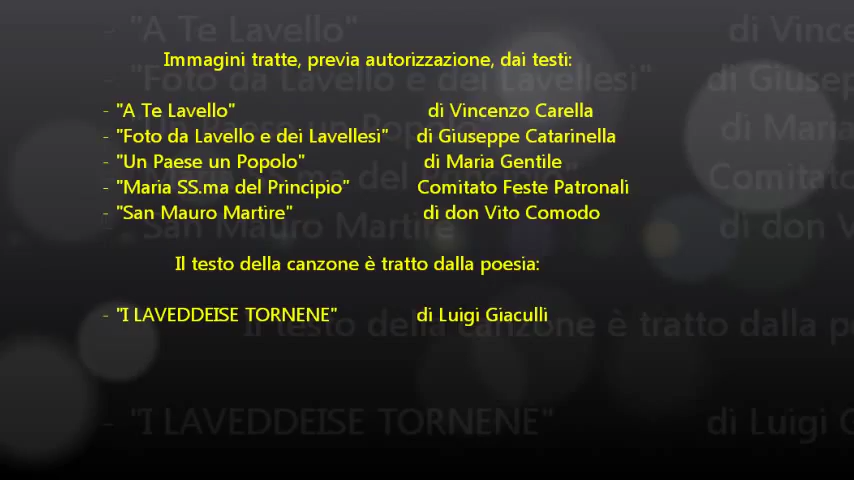 Immagini tratte, previa autorizzazione, dai testi:
- "A Te Lavello" di Vincenzo Carella
- "Foto da Lavello e dei Lavellesi" di Giuseppe Catarinella
- "Un Paese un Popolo" di Maria Gentile
- "Maria SS.ma del Principio" Comitato Feste Patronali
- "San Mauro Martire" di don Vito Comodo
Il testo della canzone è tratto dalla poesia:
- "I LAVEDDEISE TORNENE" di Luigi Giaculli